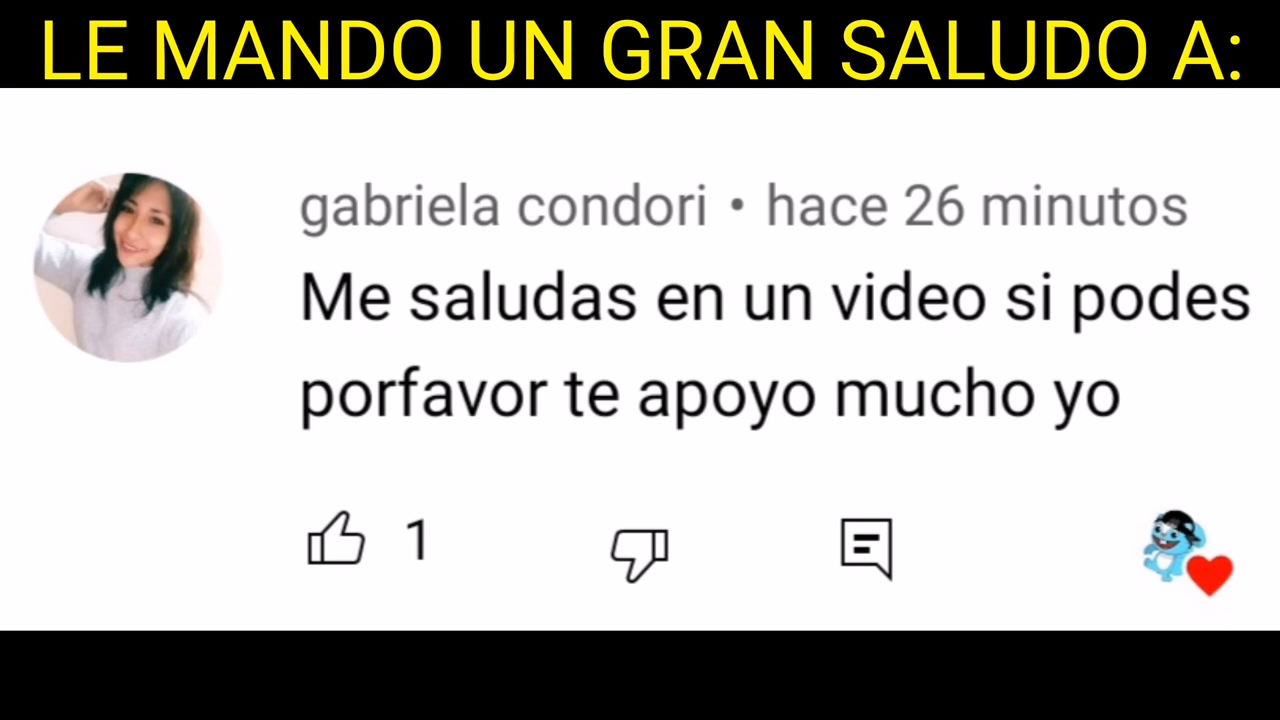 LE MANDO UN GRAN SALUDO A:
gabriela condori • hace 26 minutos
Me saludas en un video si podes
porfavor te apoyo mucho yo
1